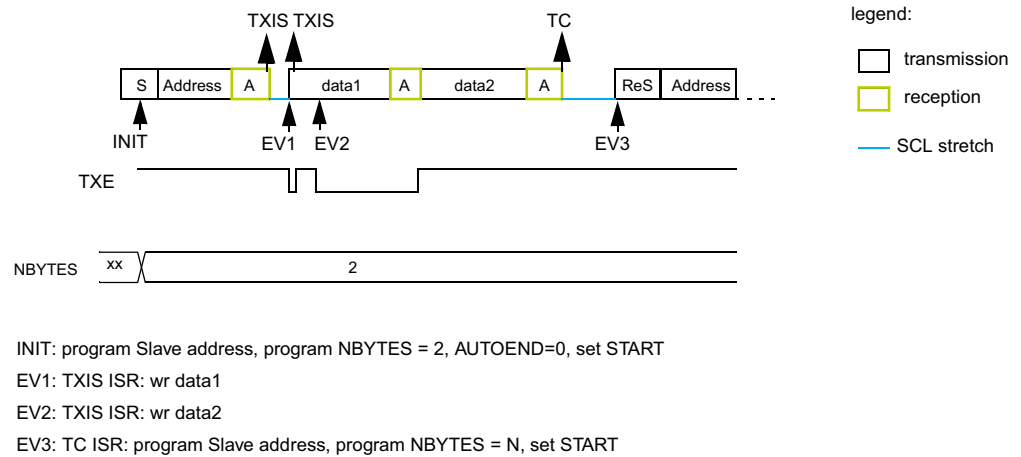 legend:
TXIS TXIS TC
transmission
S Address A data1 A data2 A ReS Address
reception
INIT EV1 EV2 EV3
SCL stretch
TXE
NBYTES xx 2
INIT: program Slave address, program NBYTES = 2, AUTOEND=0, set START
EV1: TXIS ISR: wr data1
EV2: TXIS ISR: wr data2
EV3: TC ISR: program Slave address, program NBYTES = N, set START